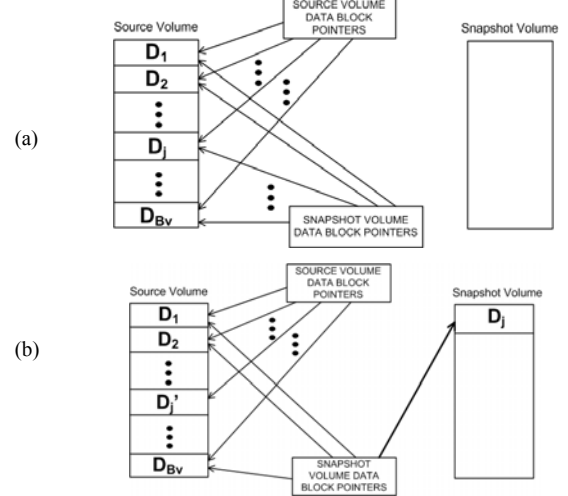 SOURCE VOLUME
DATA BLOCK
POINTERS
Source Volume
Snapshot Volume
D1
D2
(a)
Dj
DBv
SNAPSHOT VOLUME
DATA BLOCK POINTERS
SOURCE VOLUME
DATA BLOCK
POINTERS
Source Volume
Snapshot Volume
D1
Dj
D2
(b)
Dj'
DBv
SNAPSHOT
VOLUME DATA
BLOCK POINTERS